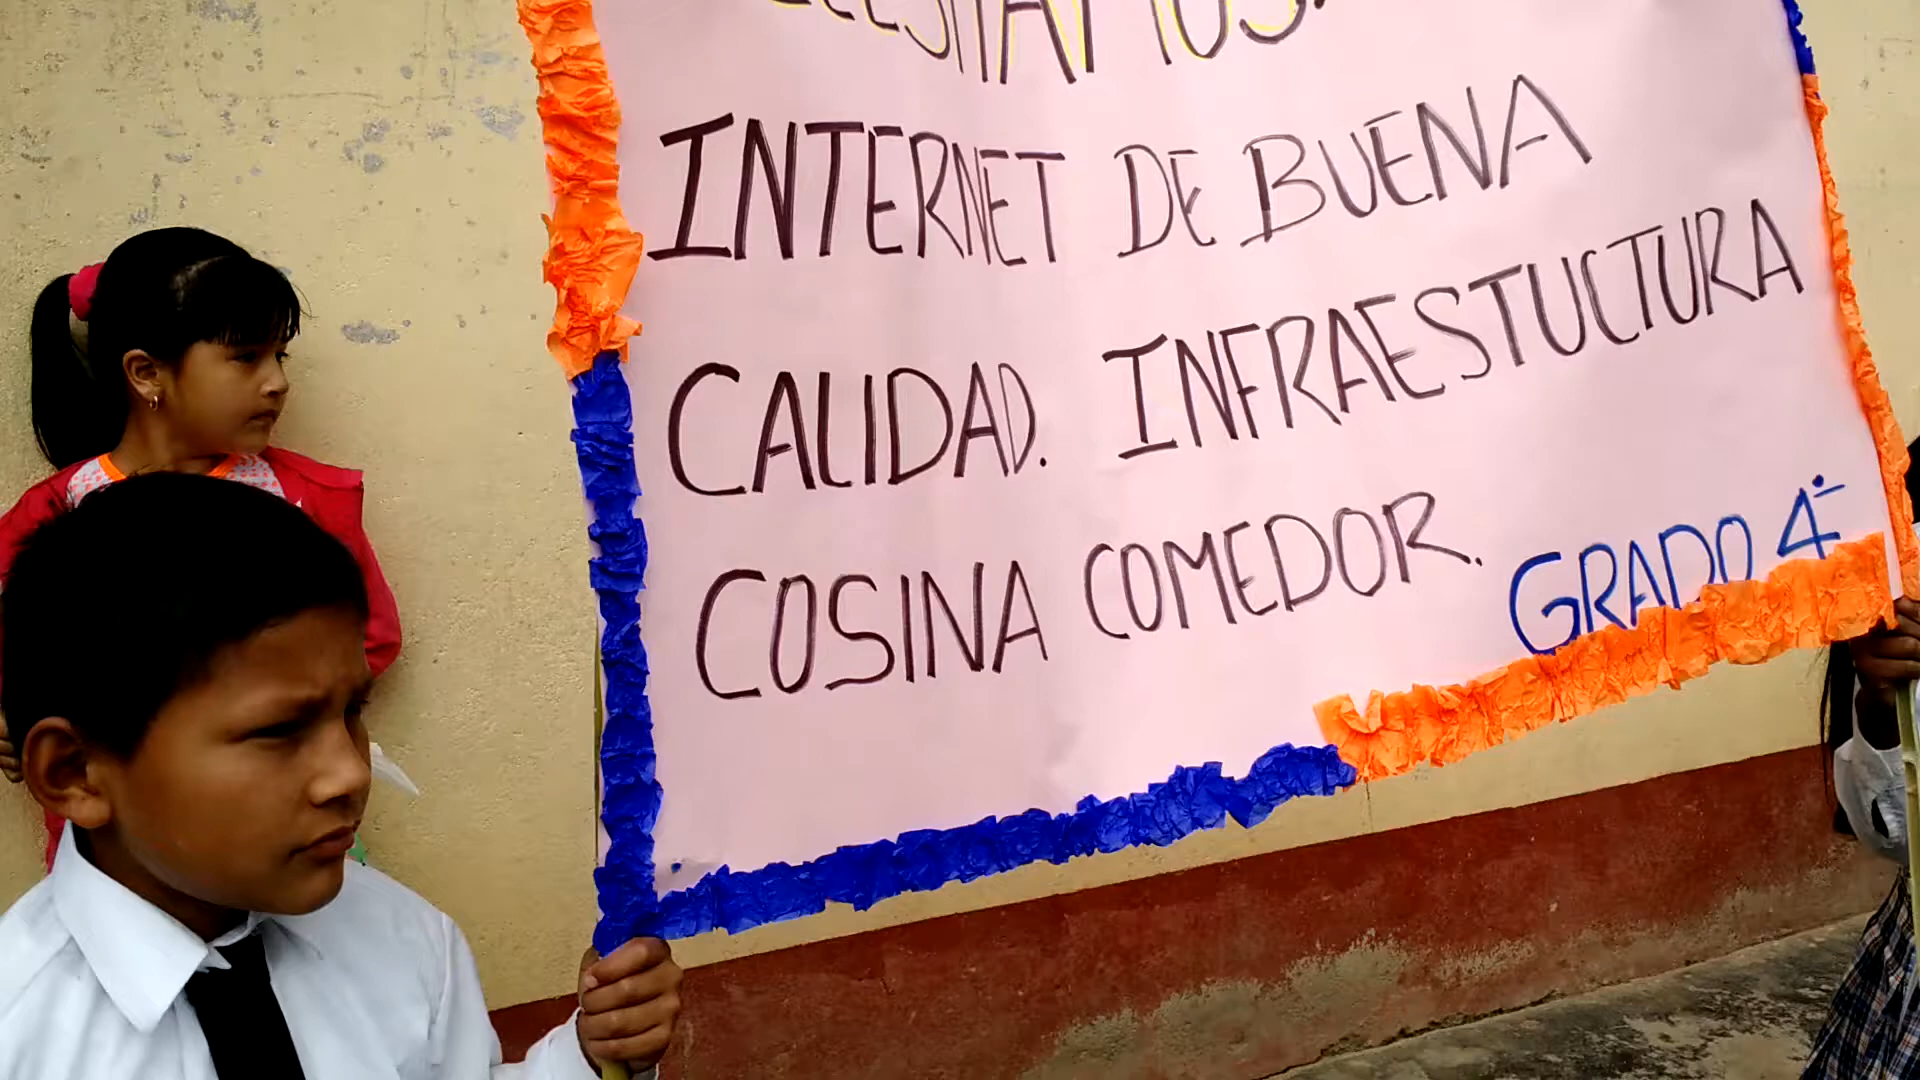 INTERNET DE BUENA
CALIDAD. INFRAESTUCTURA
COSINA COMEDOR.
GRADO 4°